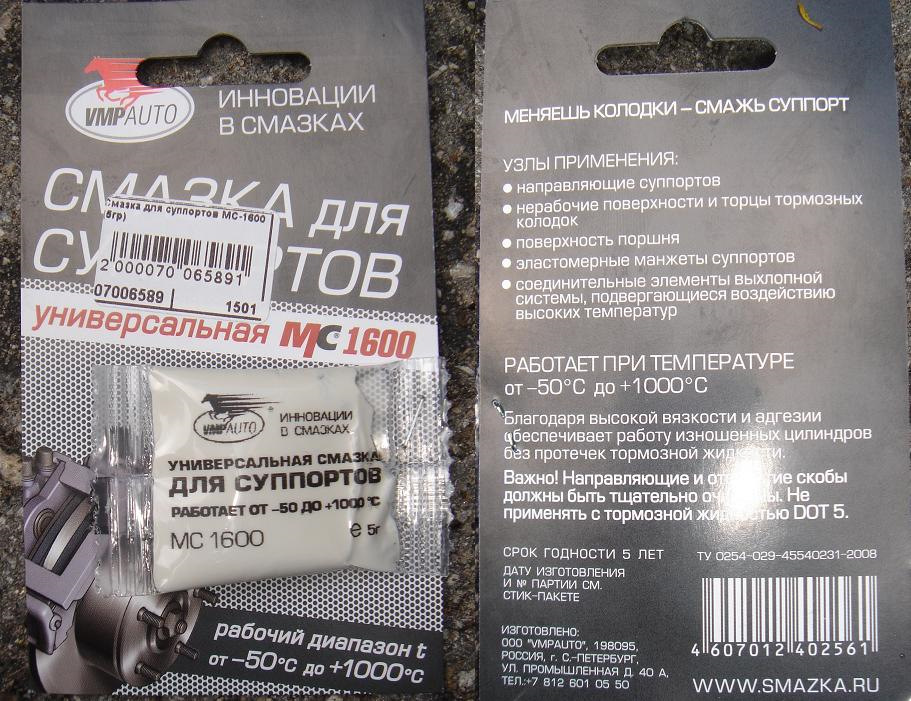 VMPAUTO
ИННОВАЦИИ
В СМАЗКАХ
СМАЗКА для
СУ ТОВ
Смазка для суппортов МС-1600
5гр)
2 000070 065891
07006589
1501
универсальная МС 1600
VMPAUTO
ИННОВАЦИИ
В СМАЗКАХ
УНИВЕРСАЛЬНАЯ СМАЗКА
ДЛЯ СУППОРТОВ
РАБОТАЕТ ОТ –50 ДО +1000 °С
МС 1600
℮ 5г
рабочий диапазон t
от –50°С до +1000°С
МЕНЯЕШЬ КОЛОДКИ – СМАЖЬ СУППОРТ
УЗЛЫ ПРИМЕНЕНИЯ:
● направляющие суппортов
● нерабочие поверхности и торцы тормозных
колодок
● поверхность поршня
● эластомерные манжеты суппортов
● соединительные элементы выхлопной
системы, подвергающиеся воздействию
высоких температур
РАБОТАЕТ ПРИ ТЕМПЕРАТУРЕ
от –50°С до +1000°С
Благодаря высокой вязкости и адгезии
обеспечивает работу изношенных цилиндров
без протечек тормозной жидкости.
Важно! Направляющие и скобы
должны быть тщательно Не
применять с тормозной жидкостью DOT 5.
СРОК ГОДНОСТИ 5 ЛЕТ
ТУ 0254-029-45540231-2008
ДАТУ ИЗГОТОВЛЕНИЯ
И № ПАРТИИ СМ.
СТИК-ПАКЕТЕ
ИЗГОТОВЛЕНО:
ООО "VMPAUTO", 198095,
РОССИЯ, г. С.-ПЕТЕРБУРГ,
УЛ. ПРОМЫШЛЕННАЯ Д. 40 А,
ТЕЛ.:+7 812 601 05 50
4 607012 402561
WWW.SMAZKA.RU